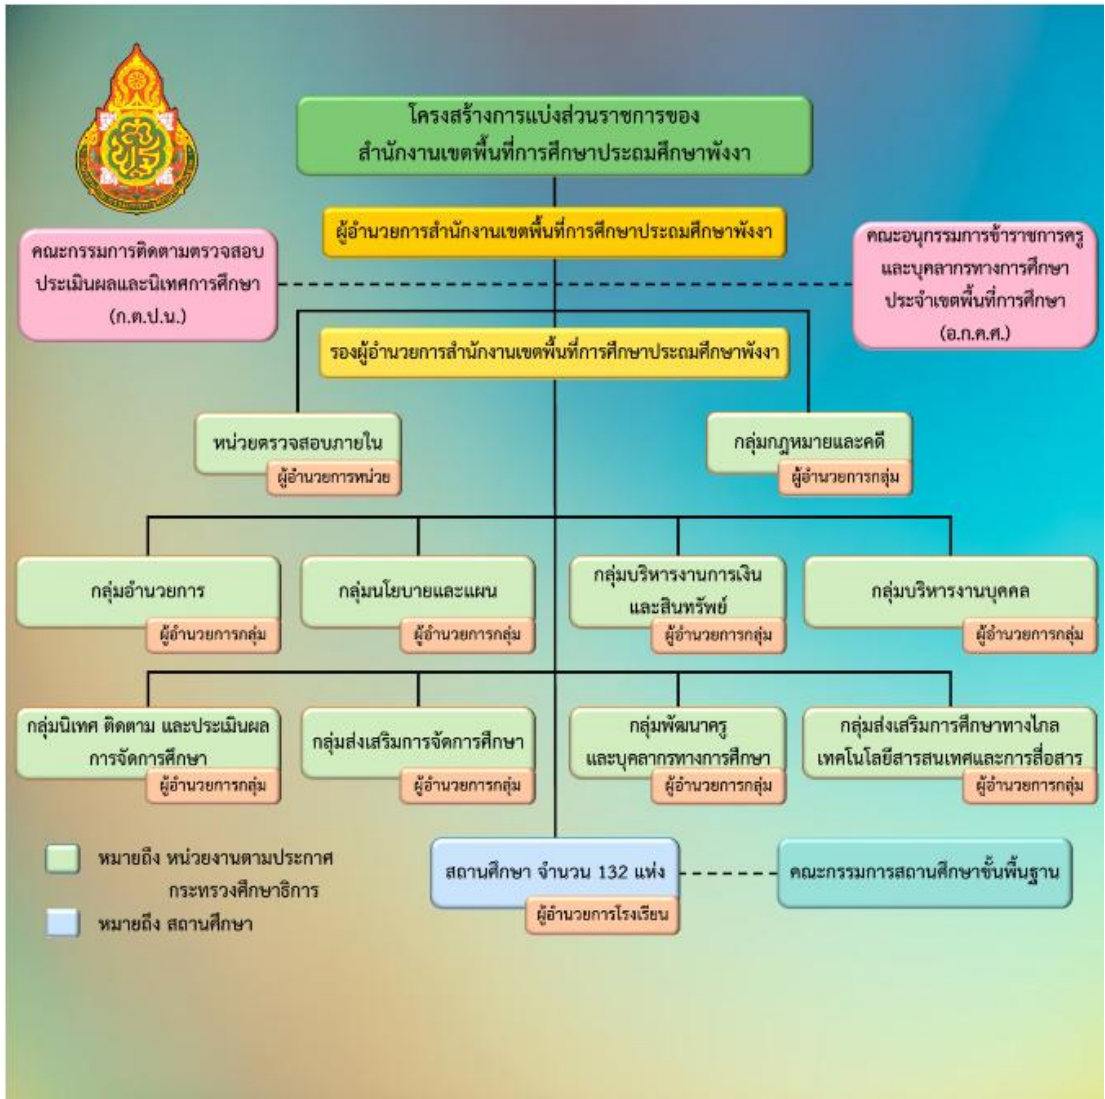 โครงสร้างการแบ่งส่วนราชการของ
สำนักงานเขตพื้นที่การศึกษาประถมศึกษาพังงา
ผู้อำนวยการสำนักงานเขตพื้นที่การศึกษาประถมศึกษาพังงา
คณะกรรมการติดตามตรวจสอบ
ประเมินผลและนิเทศการศึกษา
(ก.ต.ป.น.)
คณะอนุกรรมการข้าราชการครู
และบุคลากรทางการศึกษา
ประจำเขตพื้นที่การศึกษา
(อ.ก.ค.ศ.)
รองผู้อำนวยการสำนักงานเขตพื้นที่การศึกษาประถมศึกษาพังงา
หน่วยตรวจสอบภายใน
ผู้อำนวยการหน่วย
กลุ่มกฎหมายและคดี
ผู้อำนวยการกลุ่ม
กลุ่มอำนวยการ
ผู้อำนวยการกลุ่ม
กลุ่มนโยบายและแผน
ผู้อำนวยการกลุ่ม
กลุ่มบริหารงานการเงิน
และสินทรัพย์
ผู้อำนวยการกลุ่ม
กลุ่มบริหารงานบุคคล
ผู้อำนวยการกลุ่ม
กลุ่มนิเทศ ติดตาม และประเมินผล
การจัดการศึกษา
ผู้อำนวยการกลุ่ม
กลุ่มส่งเสริมการจัดการศึกษา
ผู้อำนวยการกลุ่ม
กลุ่มพัฒนาครู
และบุคลากรทางการศึกษา
ผู้อำนวยการกลุ่ม
กลุ่มส่งเสริมการศึกษาทางไกล
เทคโนโลยีสารสนเทศและการสื่อสาร
ผู้อำนวยการกลุ่ม
สถานศึกษา จำนวน 132 แห่ง
ผู้อำนวยการโรงเรียน
คณะกรรมการสถานศึกษาขั้นพื้นฐาน
หมายถึง หน่วยงานตามประกาศ
กระทรวงศึกษาธิการ
หมายถึง สถานศึกษา